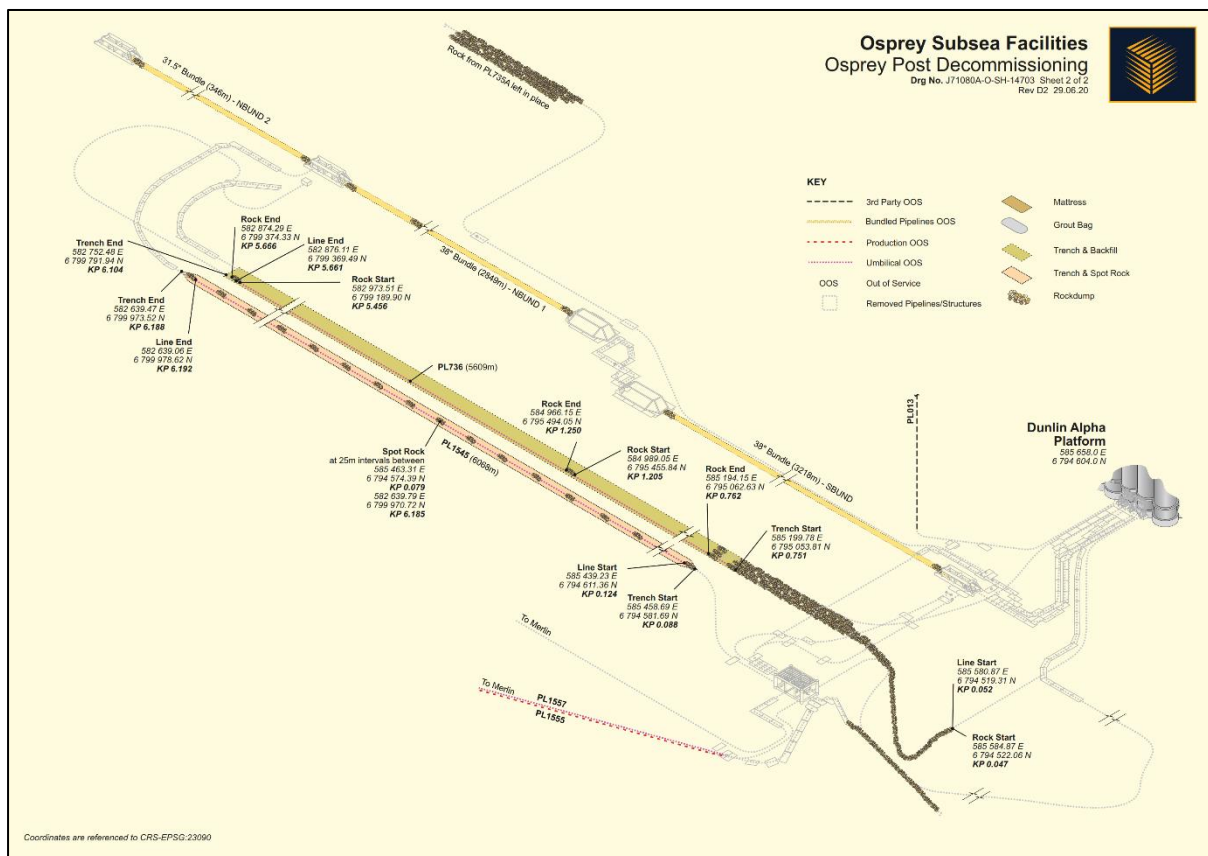 Osprey Subsea Facilities
Osprey Post Decommissioning
Drg No. J71080A-O-SH-14703 Sheet 2 of 2
Rev D2 29.06.20
Rock from PL735A left in place
31.5" Bundle (346m) - NBUND 2
38" Bundle (2849m) - NBUND 1
38" Bundle (3218m) - SBUND
KEY
3rd Party OOS
Bundled Pipelines OOS
Production OOS
Umbilical OOS
OOS Out of Service
Removed Pipelines/Structures
Mattress
Grout Bag
Trench & Backfill
Trench & Spot Rock
Rockdump
Rock End
582 874.29 E
6 799 374.33 N
KP 5.666
Line End
582 876.11 E
6 799 369.49 N
KP 5.661
Trench End
582 752.48 E
6 799 791.94 N
KP 6.104
Rock Start
582 973.51 E
6 799 189.90 N
KP 5.456
Trench End
582 639.47 E
6 799 973.52 N
KP 6.188
Line End
582 639.06 E
6 799 978.62 N
KP 6.192
PL736 (5609m)
PL1545 (6068m)
Spot Rock
at 25m intervals between
585 463.31 E
6 794 574.39 N
KP 0.079
582 639.79 E
6 799 970.72 N
KP 6.185
Rock End
584 966.15 E
6 795 494.05 N
KP 1.250
Rock Start
584 989.05 E
6 795 455.84 N
KP 1.205
Rock End
585 194.15 E
6 795 062.63 N
KP 0.762
Trench Start
585 199.78 E
6 795 053.81 N
KP 0.751
PL013
Dunlin Alpha
Platform
585 658.0 E
6 794 604.0 N
Line Start
585 439.23 E
6 794 611.36 N
KP 0.124
Trench Start
585 458.69 E
6 794 581.69 N
KP 0.088
To Merlin
To Merlin
PL1557
PL1555
Line Start
585 580.87 E
6 794 519.31 N
KP 0.052
Rock Start
585 584.87 E
6 794 522.06 N
KP 0.047
Coordinates are referenced to CRS-EPSG:23090